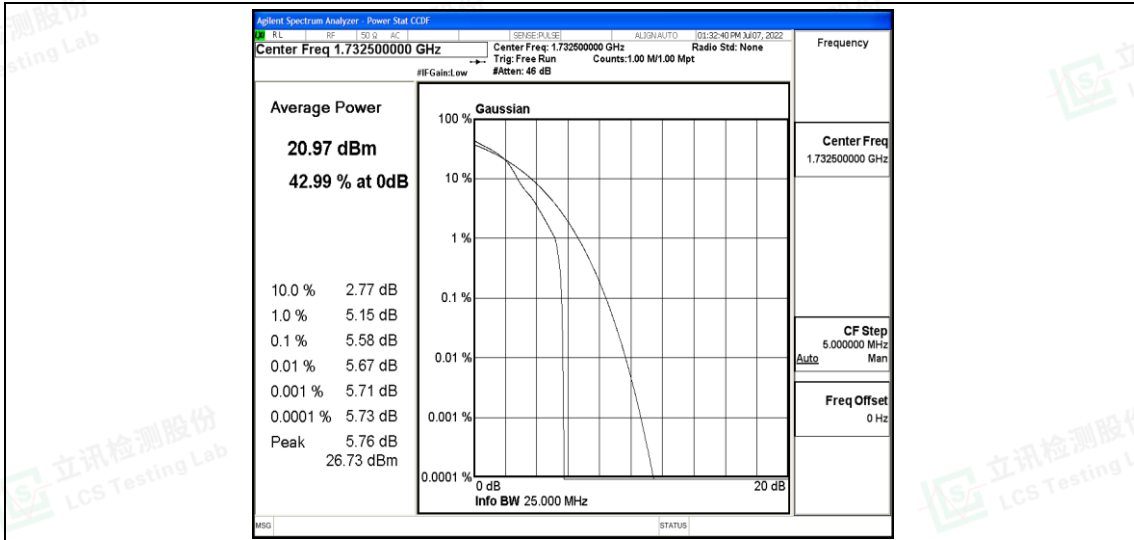 Agilent Spectrum Analyzer - Power Stat CCDF
RL RF 50 Ω AC SENSE:PULSE ALIGNAUTO 01:32:40 PM Jul 07, 2022
Center Freq 1.732500000 GHz
Center Freq: 1.732500000 GHz Radio Std: None
Trig: Free Run Counts:1.00 M/1.00 Mpt
#IFGain:Low #Atten: 46 dB
Frequency
Average Power
20.97 dBm
42.99 % at 0dB
10.0 % 2.77 dB
1.0 % 5.15 dB
0.1 % 5.58 dB
0.01 % 5.67 dB
0.001 % 5.71 dB
0.0001 % 5.73 dB
Peak 5.76 dB
26.73 dBm
Gaussian
100 %
10 %
1 %
0.1 %
0.01 %
0.001 %
0.0001 %
0 dB 20 dB
Info BW 25.000 MHz
Center Freq
1.732500000 GHz
CF Step
5.000000 MHz
Auto Man
Freq Offset
0 Hz
MSG STATUS
立讯检测股份
LCS Testing Lab
立讯检测股份
LCS Testing L